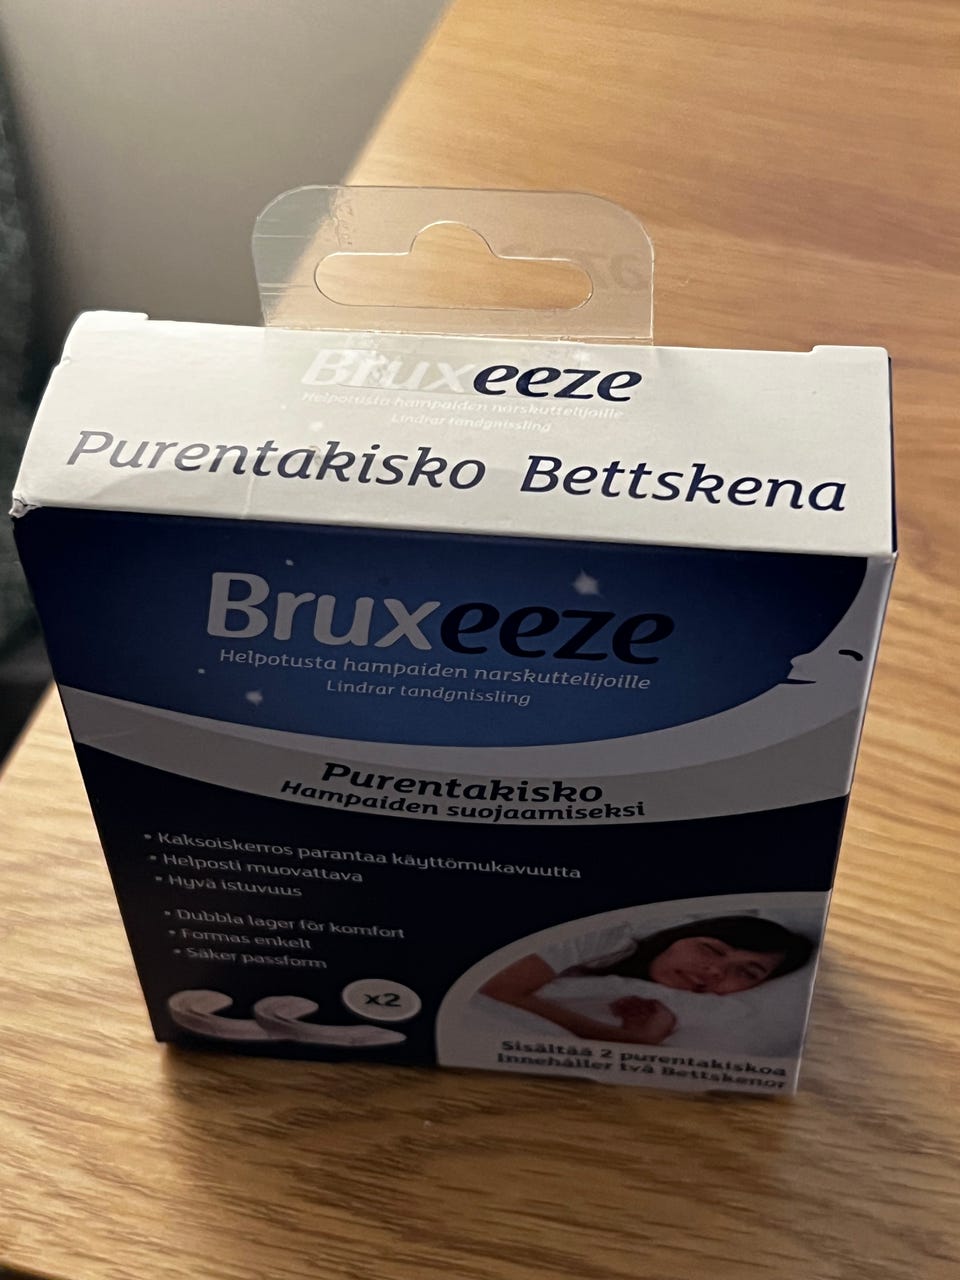 Bruxeeze
Helpotusta hampaiden narskuttelijoille
Lindrar tandgnissling
Purentakisko Bettskena
Bruxeeze
Helpotusta hampaiden narskuttelijoille
Lindrar tandgnissling
Purentakisko
Hampaiden suojaamiseksi
• Kaksoiskerros parantaa käyttömukavuutta
• Helposti muovattava
• Hyvä istuvuus
• Dubbla lager för komfort
• Formas enkelt
• Säker passform
x2
Sisältää 2 purentakiskoa
Innehåller två Bettskenor